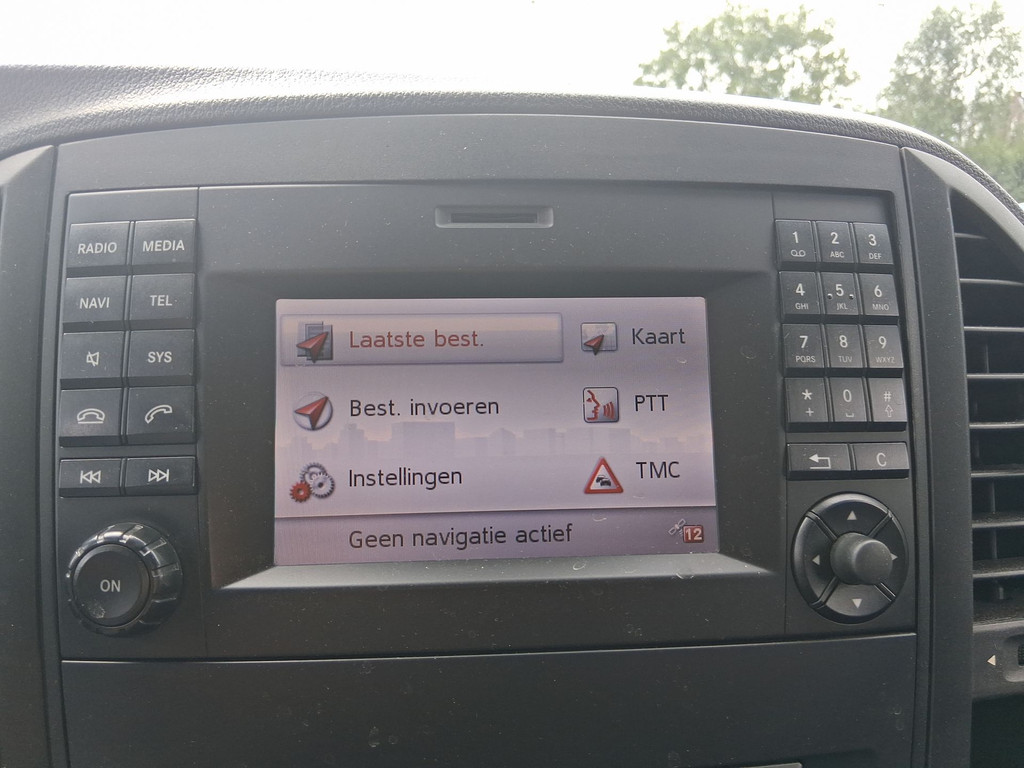 RADIO MEDIA
NAVI TEL
SYS
ON
Laatste best. Kaart
Best. invoeren PTT
Instellingen TMC
Geen navigatie actief 12
1 2 3
ABC DEF
4 5 6
GHI JKL MNO
7 8 9
PQRS TUV WXYZ
* 0 #
+
C